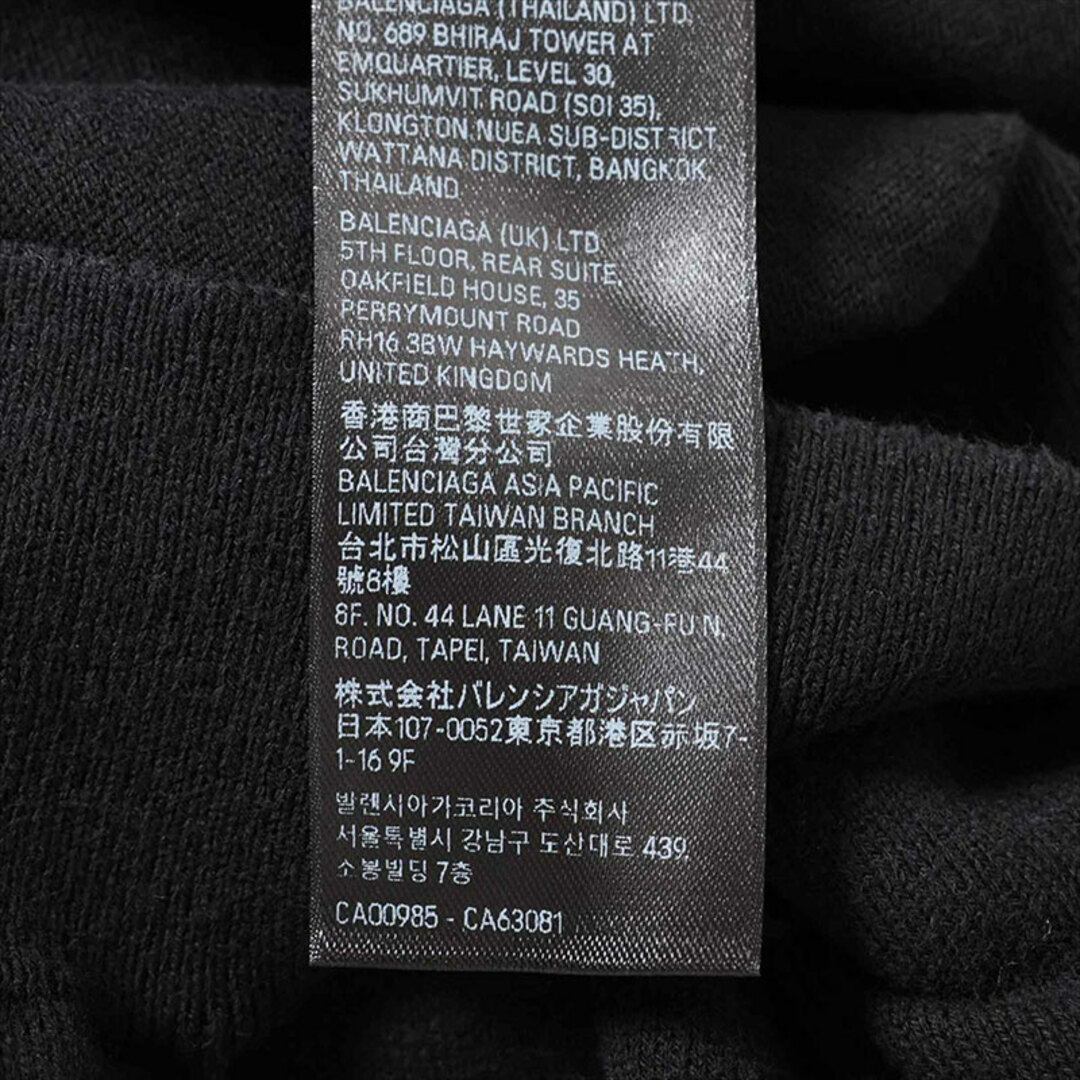 BALENCIAGA (THAILAND) LTD.
NO. 689 BHIRAJ TOWER AT
EMQUARTIER, LEVEL 30,
SUKHUMVIT ROAD (SOI 35),
KLONGTON NUEA SUB-DISTRICT
WATTANA DISTRICT, BANGKOK
THAILAND.
BALENCIAGA (UK) LTD.
5TH FLOOR, REAR SUITE,
OAKFIELD HOUSE, 35
PERRYMOUNT ROAD
RH16 3BW HAYWARDS HEATH,
UNITED KINGDOM
香港商巴黎世家企業股份有限
公司台灣分公司
BALENCIAGA ASIA PACIFIC
LIMITED TAIWAN BRANCH
台北市松山區光復北路11巷44
號8樓
8F. NO. 44 LANE 11 GUANG-FU N.
ROAD, TAPEI, TAIWAN
株式会社バレンシアガジャパン
日本107-0052東京都港区赤坂7-
1-16 9F
발렌시아가코리아 주식회사
서울특별시 강남구 도산대로 439,
소봉빌딩 7층
CA00985 - CA63081